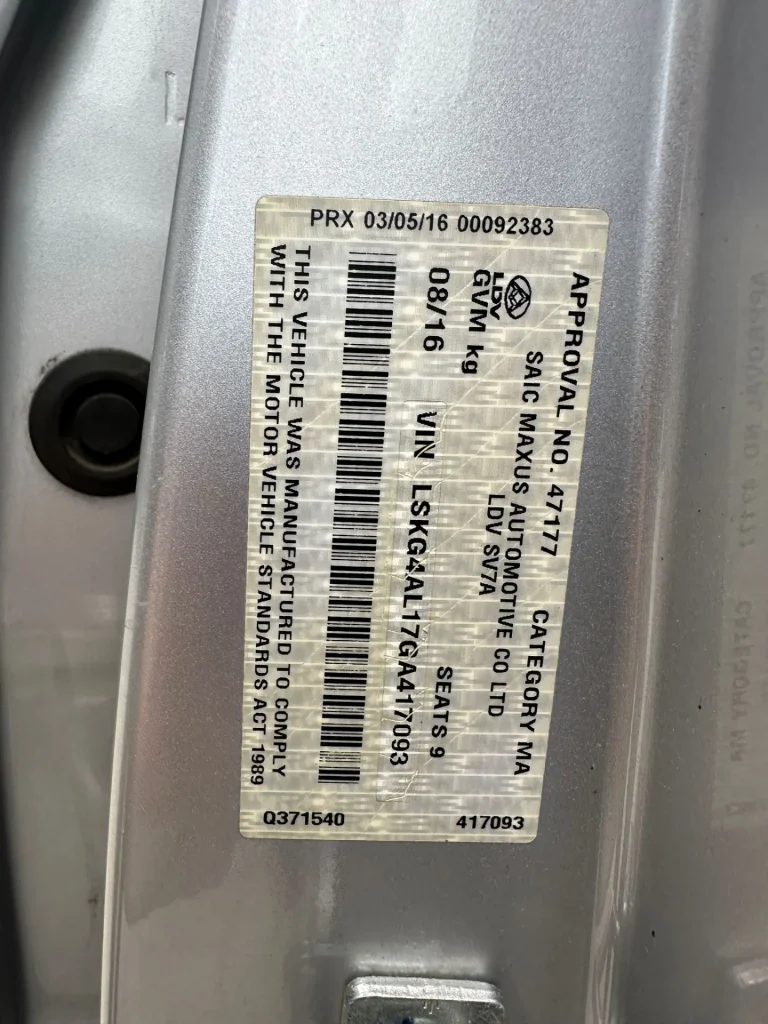 PRX 03/05/16 00092383
APPROVAL NO. 47177 CATEGORY MA
SAIC MAXUS AUTOMOTIVE CO LTD
LDV
LDV SV7A
GVM kg
SEATS 9
08/16
VIN LSKG4AL17GA417093
THIS VEHICLE WAS MANUFACTURED TO COMPLY
WITH THE MOTOR VEHICLE STANDARDS ACT 1989
Q371540
417093